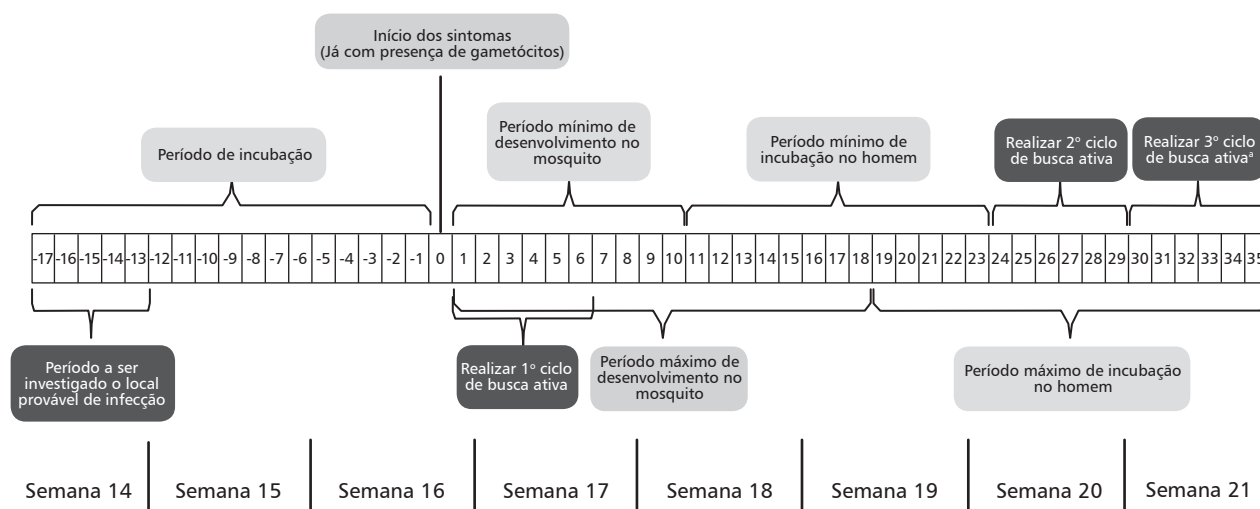 Início dos sintomas
(Já com presença de gametócitos)
Período de incubação
Período mínimo de
desenvolvimento no
mosquito
Período mínimo de
incubação no homem
Realizar 2º ciclo
de busca ativa
Realizar 3º ciclo
de busca ativaª
-17 -16 -15 -14 -13 -12 -11 -10 -9 -8 -7 -6 -5 -4 -3 -2 -1 0 1 2 3 4 5 6 7 8 9 10 11 12 13 14 15 16 17 18 19 20 21 22 23 24 25 26 27 28 29 30 31 32 33 34 35
Período a ser
investigado o local
provável de infecção
Realizar 1º ciclo
de busca ativa
Período máximo de
desenvolvimento no
mosquito
Período máximo de incubação
no homem
Semana 14 Semana 15 Semana 16 Semana 17 Semana 18 Semana 19 Semana 20 Semana 21